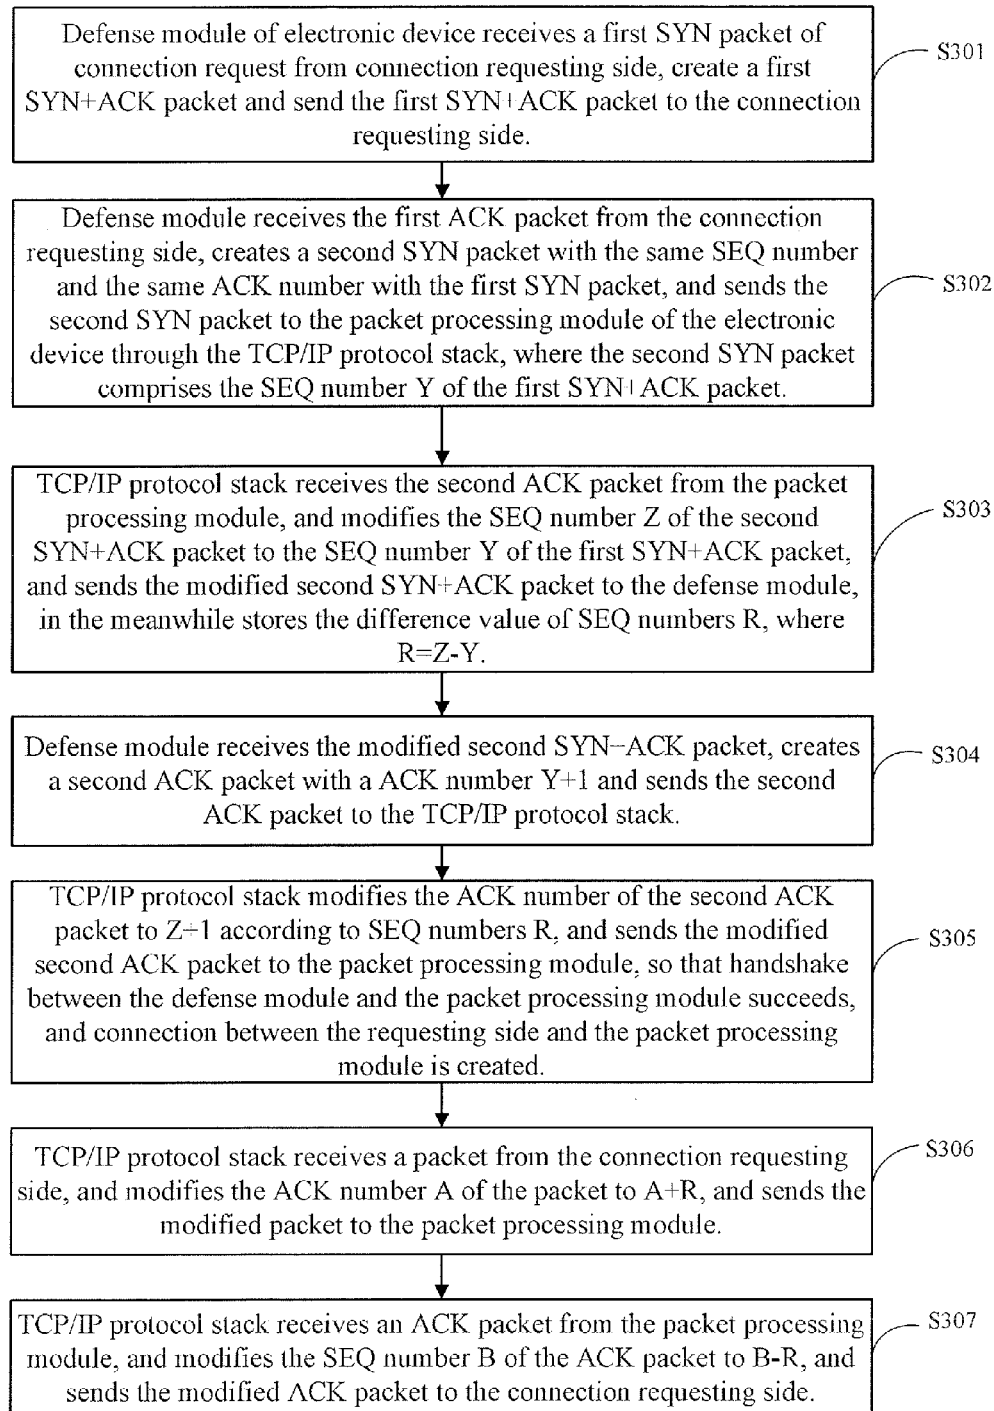 Defense module of electronic device receives a first SYN packet of
connection request from connection requesting side, create a first
SYN+ACK packet and send the first SYN+ACK packet to the connection
requesting side.
S301
Defense module receives the first ACK packet from the connection
requesting side, creates a second SYN packet with the same SEQ number
and the same ACK number with the first SYN packet, and sends the
second SYN packet to the packet processing module of the electronic
device through the TCP/IP protocol stack, where the second SYN packet
comprises the SEQ number Y of the first SYN+ACK packet.
S302
TCP/IP protocol stack receives the second ACK packet from the packet
processing module, and modifies the SEQ number Z of the second
SYN+ACK packet to the SEQ number Y of the first SYN+ACK packet,
and sends the modified second SYN+ACK packet to the defense module,
in the meanwhile stores the difference value of SEQ numbers R, where
R=Z-Y.
S303
Defense module receives the modified second SYN+ACK packet, creates
a second ACK packet with a ACK number Y+1 and sends the second
ACK packet to the TCP/IP protocol stack.
S304
TCP/IP protocol stack modifies the ACK number of the second ACK
packet to Z+1 according to SEQ numbers R, and sends the modified
second ACK packet to the packet processing module, so that handshake
between the defense module and the packet processing module succeeds,
and connection between the requesting side and the packet processing
module is created.
S305
TCP/IP protocol stack receives a packet from the connection requesting
side, and modifies the ACK number A of the packet to A+R, and sends the
modified packet to the packet processing module.
S306
TCP/IP protocol stack receives an ACK packet from the packet processing
module, and modifies the SEQ number B of the ACK packet to B-R, and
sends the modified ACK packet to the connection requesting side.
S307